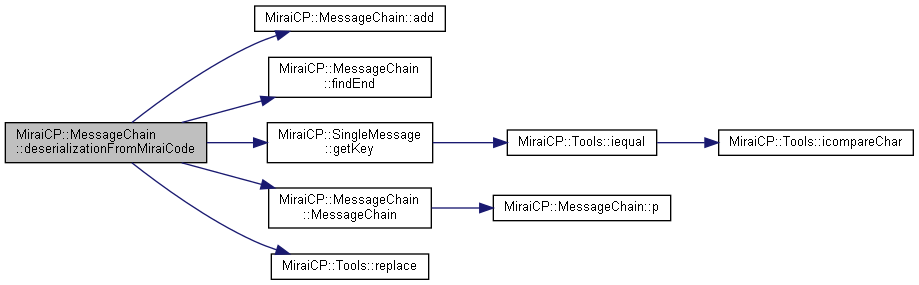 MiraiCP::MessageChain::add
MiraiCP::MessageChain
::findEnd
MiraiCP::MessageChain
::deserializationFromMiraiCode
MiraiCP::SingleMessage
::getKey
MiraiCP::Tools::iequal
MiraiCP::Tools::icompareChar
MiraiCP::MessageChain
::MessageChain
MiraiCP::MessageChain::p
MiraiCP::Tools::replace